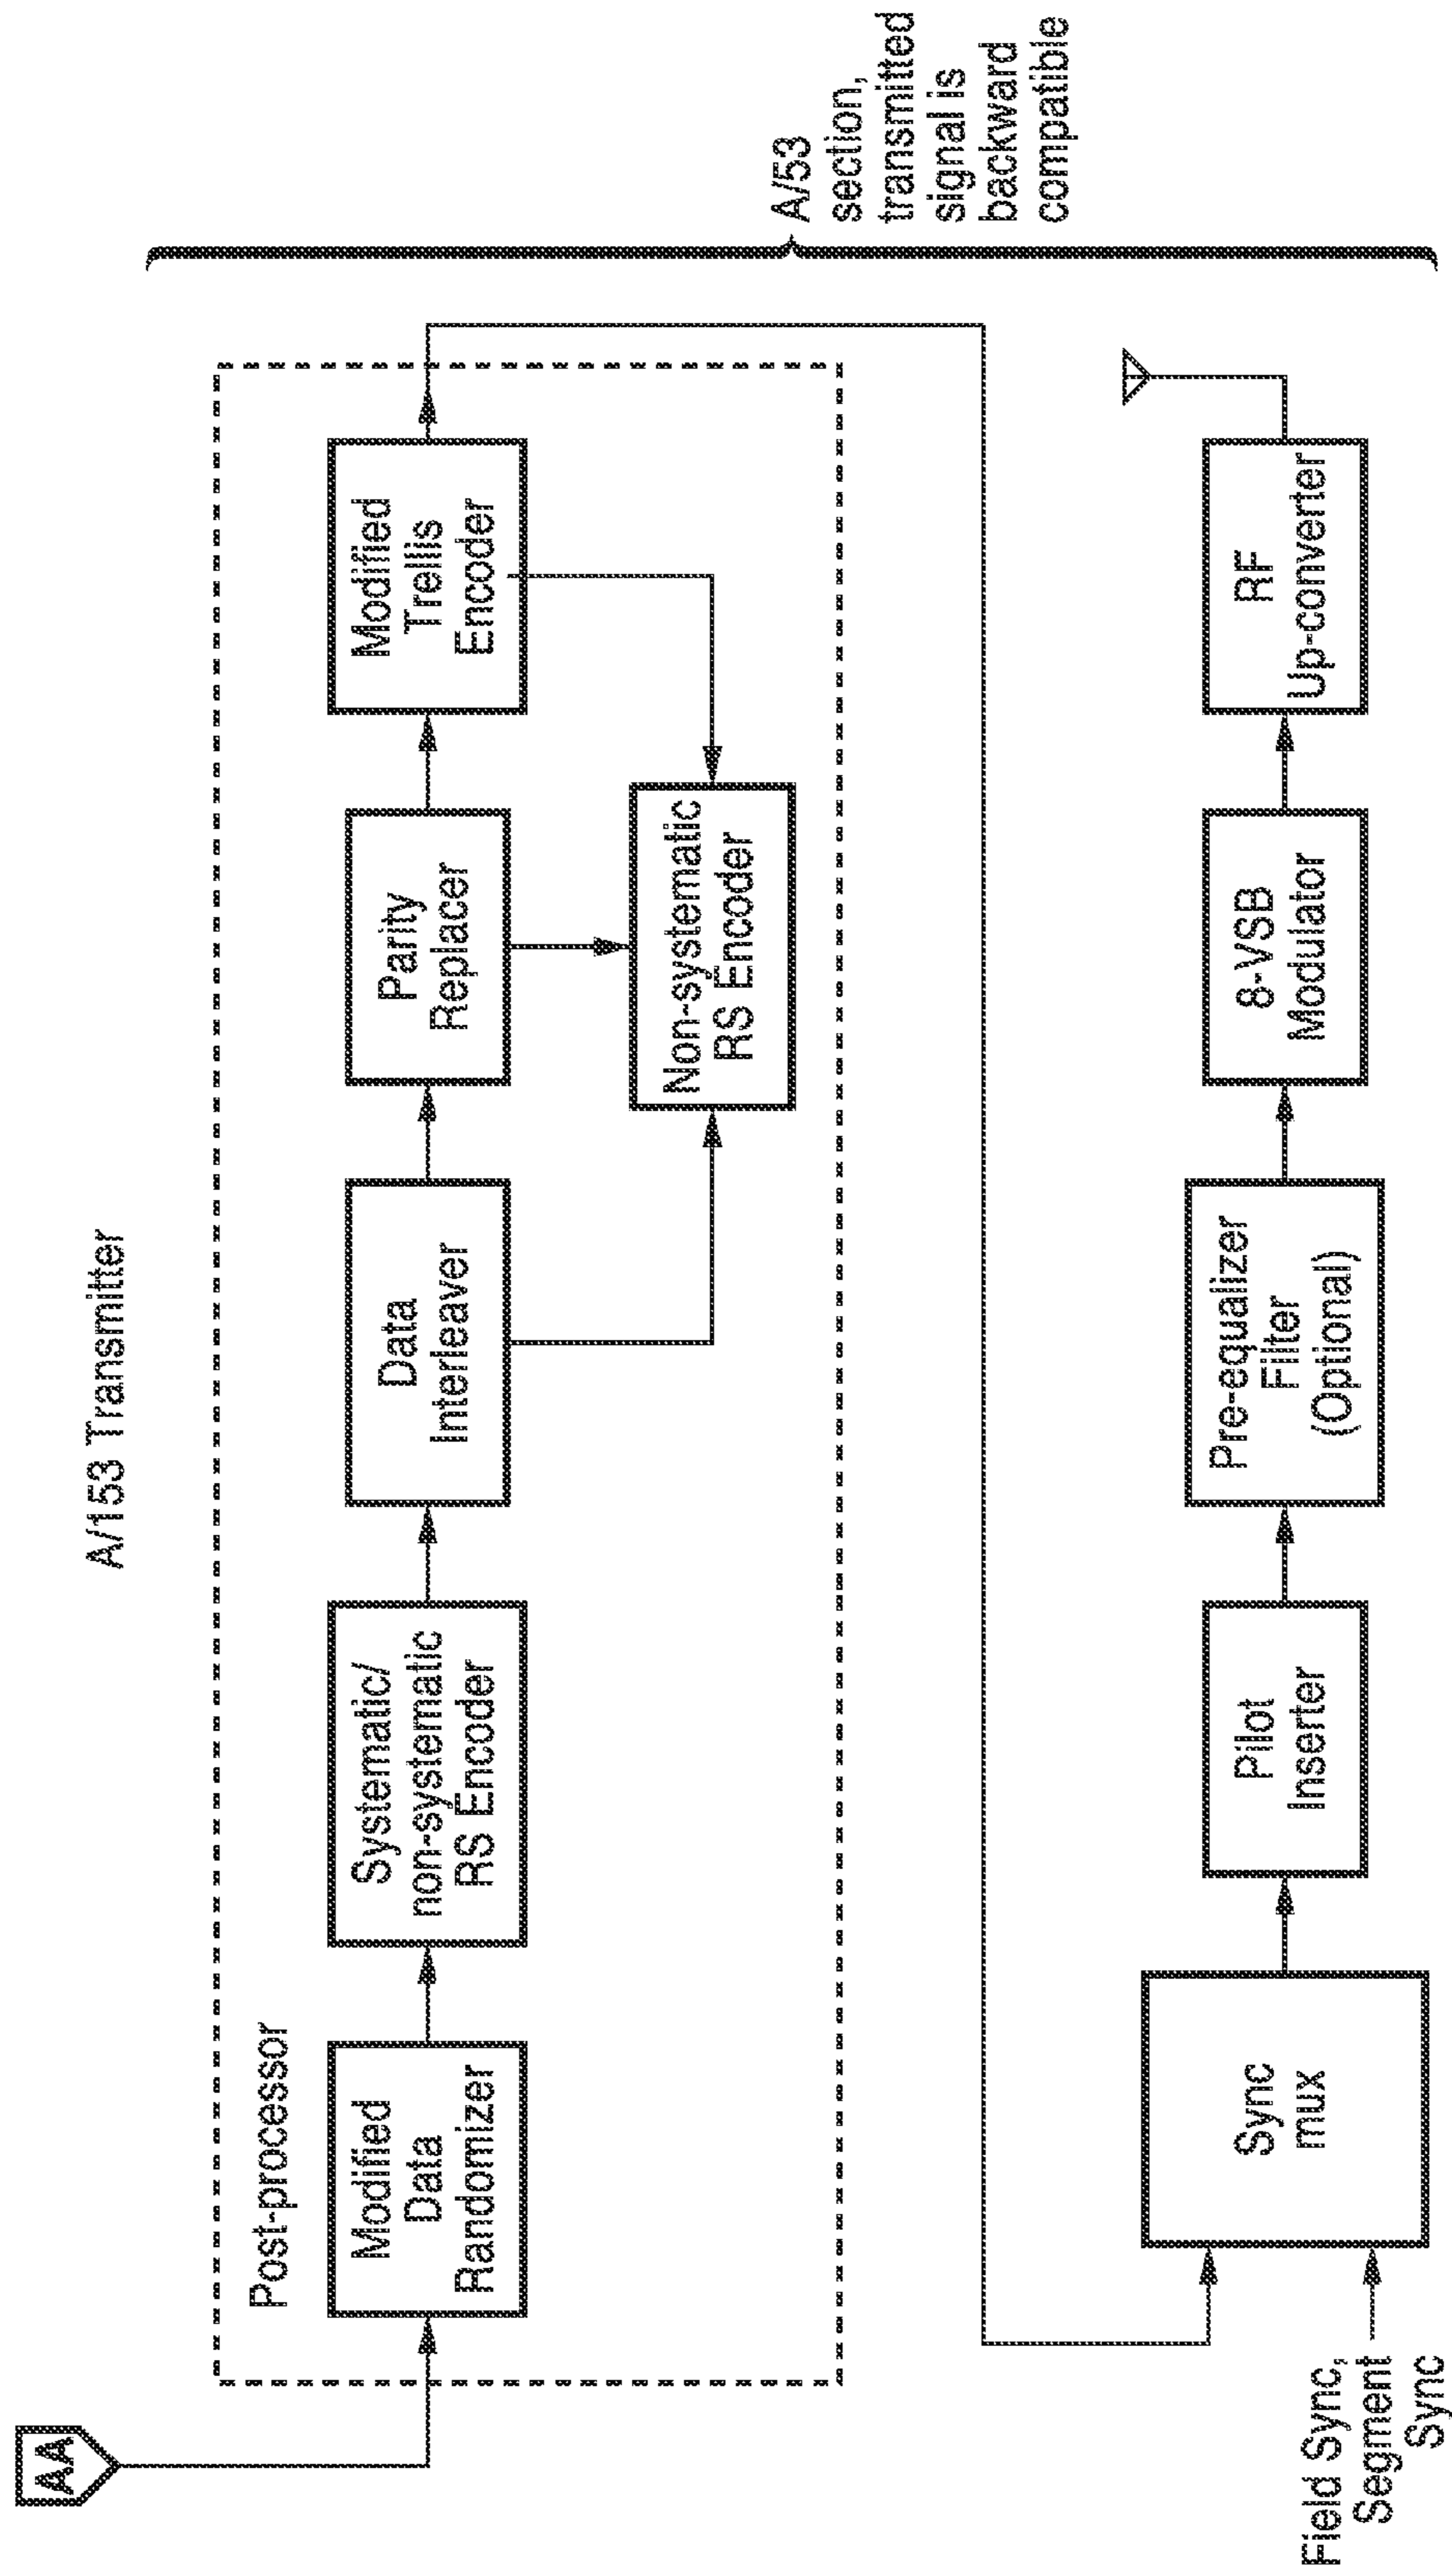 A/153 Transmitter
AA
Post-processor
Modified
Data
Randomizer
Systematic/
non-systematic
RS Encoder
Data
Interleaver
Parity
Replacer
Modified
Trellis
Encoder
Non-systematic
RS Encoder
A/53
section,
transmitted
signal is
backward
compatible
Field Sync,
Segment
Sync
Sync
mux
Pilot
Inserter
Pre-equalizer
Filter
(Optional)
8-VSB
Modulator
RF
Up-converter